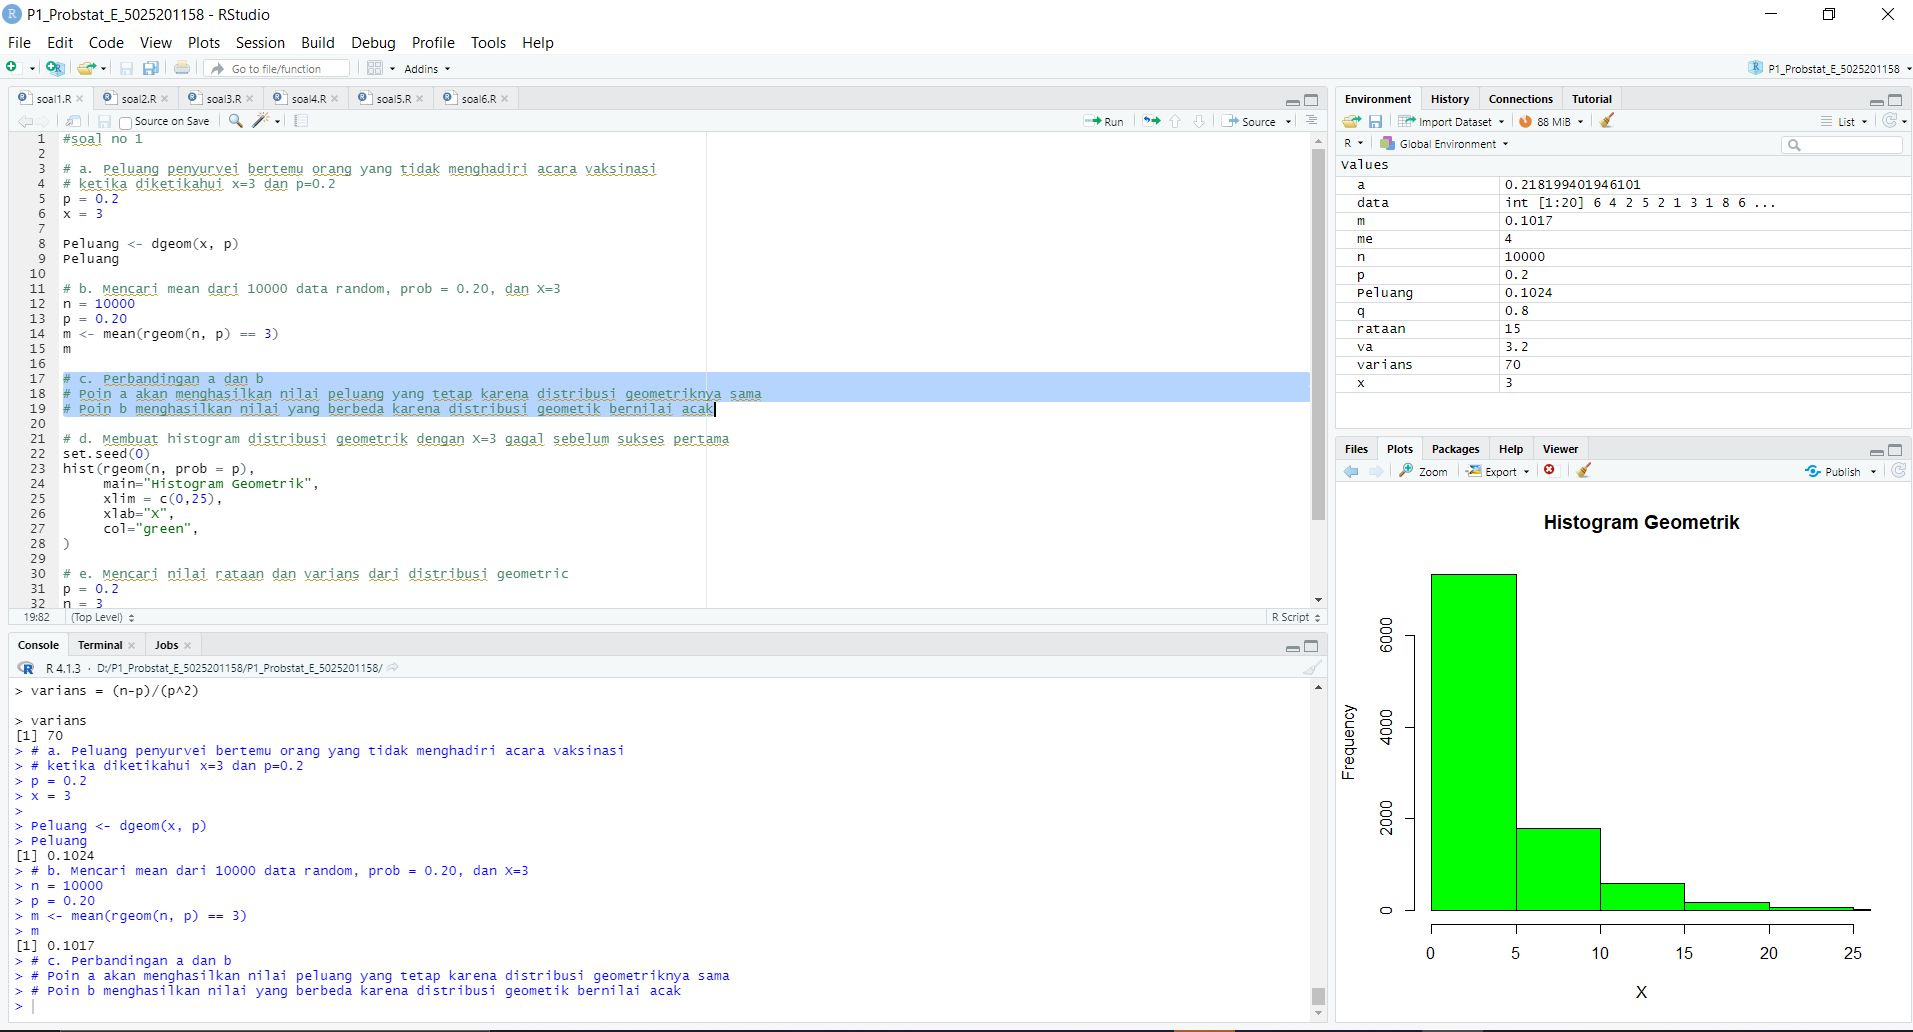 P1_Probstat_E_5025201158 - RStudio
File Edit Code View Plots Session Build Debug Profile Tools Help
Go to file/function Addins P1_Probstat_E_5025201158
soal1.R soal2.R soal3.R soal4.R soal5.R soal6.R
Source on Save Run Source
1 #soal no 1
2
3 # a. Peluang penyurvei bertemu orang yang tidak menghadiri acara vaksinasi
4 # ketika diketikahui x=3 dan p=0.2
5 p = 0.2
6 x = 3
7
8 Peluang <- dgeom(x, p)
9 Peluang
10
11 # b. Mencari mean dari 10000 data random, prob = 0.20, dan X=3
12 n = 10000
13 p = 0.20
14 m <- mean(rgeom(n, p) == 3)
15 m
16
17 # c. Perbandingan a dan b
18 # Poin a akan menghasilkan nilai peluang yang tetap karena distribusi geometriknya sama
19 # Poin b menghasilkan nilai yang berbeda karena distribusi geometik bernilai acak
20
21 # d. Membuat histogram distribusi geometrik dengan X=3 gagal sebelum sukses pertama
22 set.seed(0)
23 hist(rgeom(n, prob = p),
24 main="Histogram Geometrik",
25 xlim = c(0,25),
26 xlab="X",
27 col="green",
28 )
29
30 # e. Mencari nilai rataan dan varians dari distribusi geometric
31 p = 0.2
32 n = 3
19:82 (Top Level) R Script
Console Terminal Jobs
R 4.1.3 · D:/P1_Probstat_E_5025201158/P1_Probstat_E_5025201158/
> varians = (n-p)/(p^2)
> varians
[1] 70
> # a. Peluang penyurvei bertemu orang yang tidak menghadiri acara vaksinasi
> # ketika diketikahui x=3 dan p=0.2
> p = 0.2
> x = 3
>
> Peluang <- dgeom(x, p)
> Peluang
[1] 0.1024
> # b. Mencari mean dari 10000 data random, prob = 0.20, dan X=3
> n = 10000
> p = 0.20
> m <- mean(rgeom(n, p) == 3)
> m
[1] 0.1017
> # c. Perbandingan a dan b
> # Poin a akan menghasilkan nilai peluang yang tetap karena distribusi geometriknya sama
> # Poin b menghasilkan nilai yang berbeda karena distribusi geometik bernilai acak
>
Environment History Connections Tutorial
Import Dataset 88 MiB List
R Global Environment
Values
a 0.218199401946101
data int [1:20] 6 4 2 5 2 1 3 1 8 6 ...
m 0.1017
me 4
n 10000
p 0.2
Peluang 0.1024
q 0.8
rataan 15
va 3.2
varians 70
x 3
Files Plots Packages Help Viewer
Zoom Export Publish
Histogram Geometrik
Frequency
6000
4000
2000
0
0 5 10 15 20 25
X